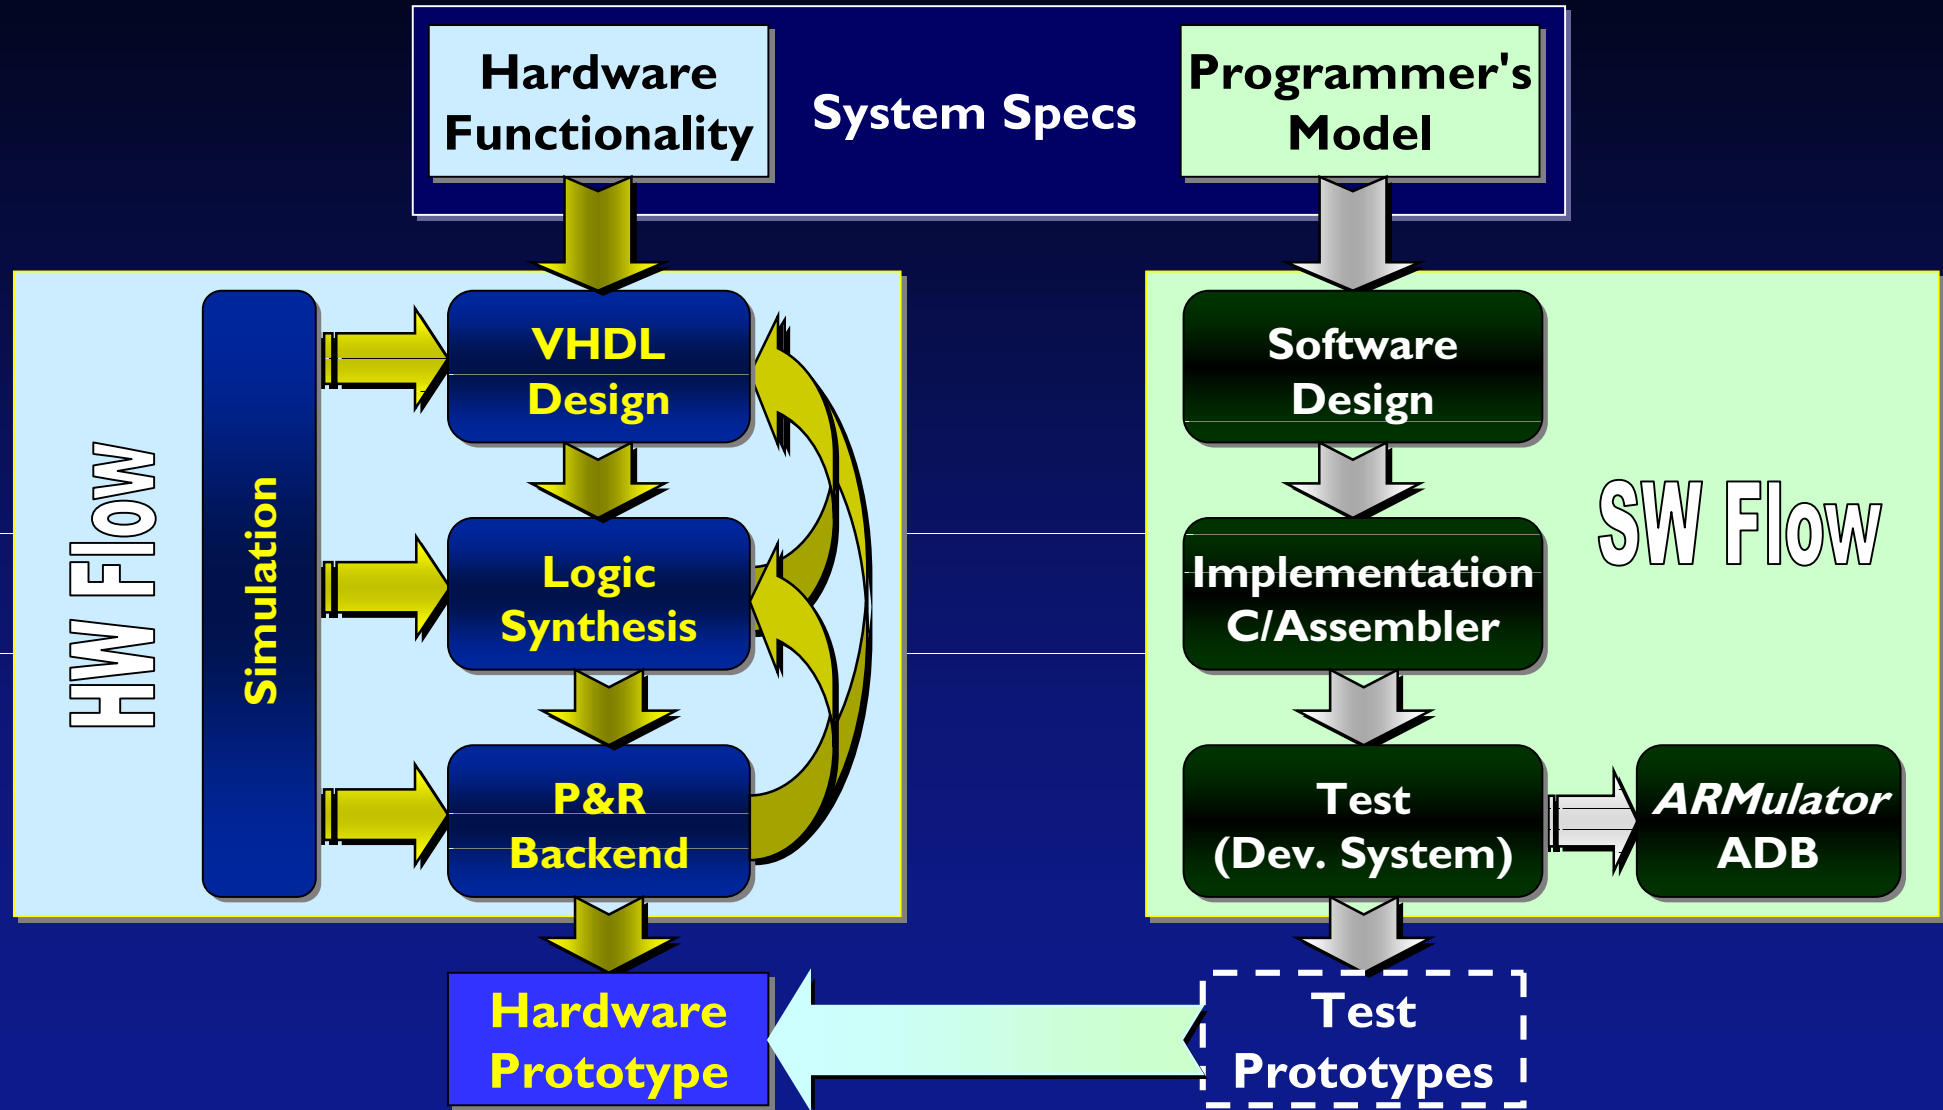 Hardware
Functionality
System Specs
Programmer's
Model
HW Flow
Simulation
VHDL
Design
Logic
Synthesis
P&R
Backend
Software
Design
Implementation
C/Assembler
Test
(Dev. System)
SW Flow
ARMulator
ADB
Hardware
Prototype
Test
Prototypes